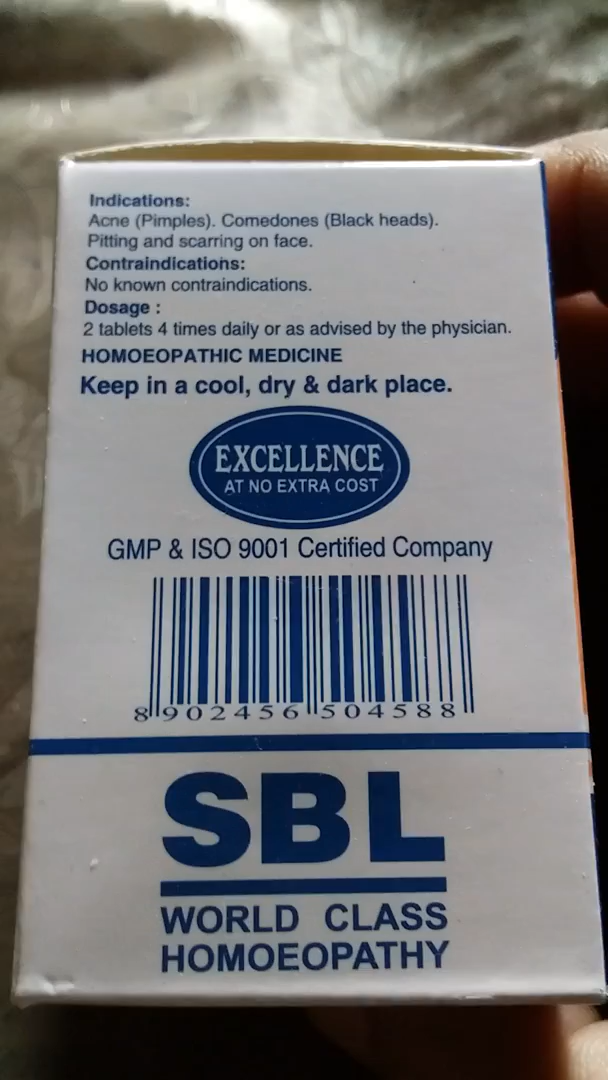 Indications:
Acne (Pimples). Comedones (Black heads).
Pitting and scarring on face.
Contraindications:
No known contraindications.
Dosage :
2 tablets 4 times daily or as advised by the physician.
HOMOEOPATHIC MEDICINE
Keep in a cool, dry & dark place.
EXCELLENCE
AT NO EXTRA COST
GMP & ISO 9001 Certified Company
8 902456 504588
SBL
WORLD CLASS
HOMOEOPATHY